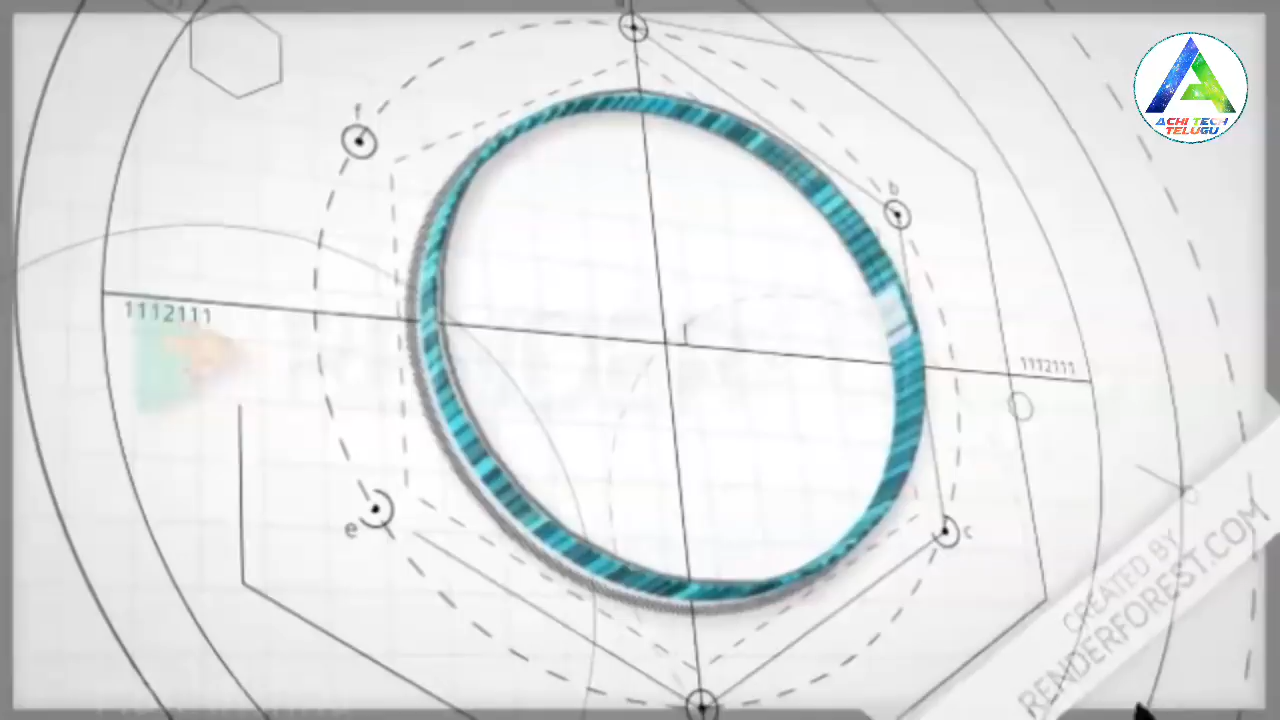 ACHI TECH
TELUGU
f
b
1112111
1112111
e
c
CREATED BY
RENDERFOREST.COM